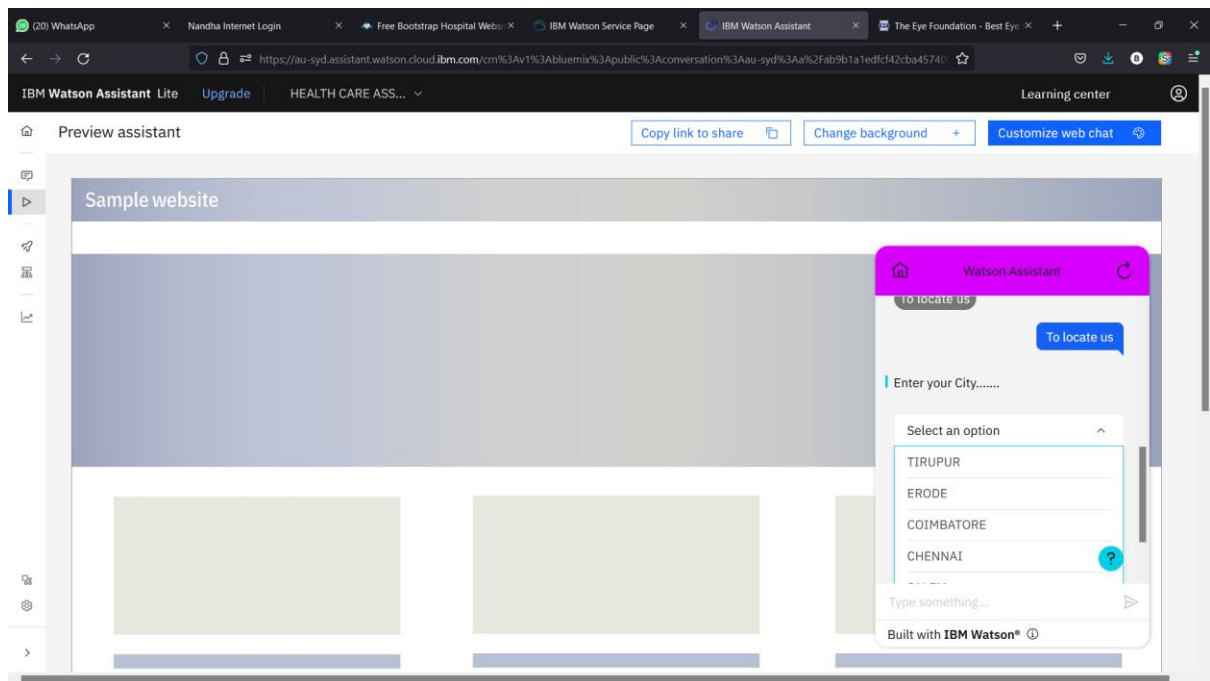 (20) WhatsApp
Nandha Internet Login
Free Bootstrap Hospital Websi
IBM Watson Service Page
IBM Watson Assistant
The Eye Foundation - Best Eye
https://au-syd.assistant.watson.cloud.ibm.com/crn%3Av1%3Abluemix%3Apublic%3Aconversation%3Aau-syd%3Aa%2Fab9b1a1edfcf42cba45740
IBM Watson Assistant Lite
Upgrade
HEALTH CARE ASS...
Learning center
Preview assistant
Copy link to share
Change background +
Customize web chat
Sample website
Watson Assistant
To locate us
To locate us
Enter your City.......
Select an option
TIRUPUR
ERODE
COIMBATORE
CHENNAI
?
Type something...
Built with IBM Watson®